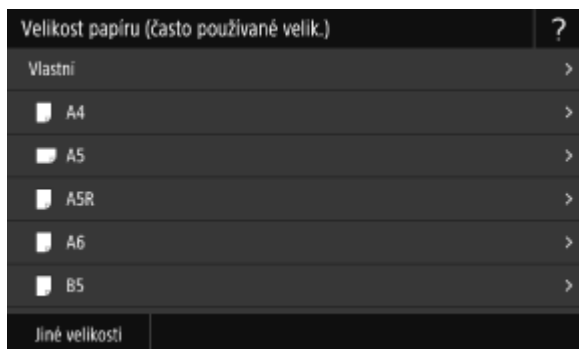 Velikost papíru (často používané velik.) ?
Vlastní >
A4 >
A5 >
A5R >
A6 >
B5 >
Jiné velikosti